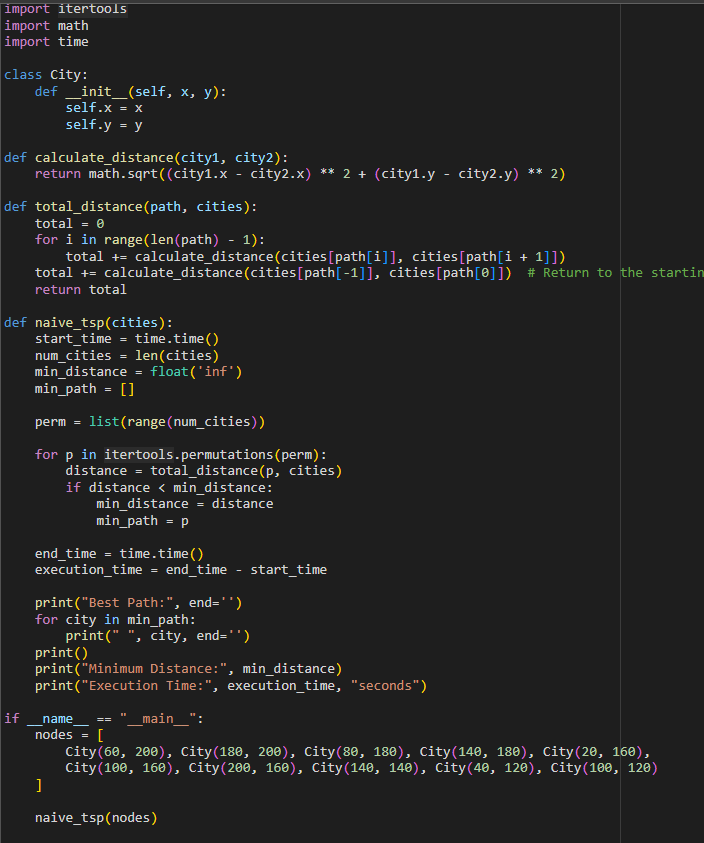 import itertools
import math
import time

class City:
    def __init__(self, x, y):
        self.x = x
        self.y = y

def calculate_distance(city1, city2):
    return math.sqrt((city1.x - city2.x) ** 2 + (city1.y - city2.y) ** 2)

def total_distance(path, cities):
    total = 0
    for i in range(len(path) - 1):
        total += calculate_distance(cities[path[i]], cities[path[i + 1]])
    total += calculate_distance(cities[path[-1]], cities[path[0]])  # Return to the startin
    return total

def naive_tsp(cities):
    start_time = time.time()
    num_cities = len(cities)
    min_distance = float('inf')
    min_path = []

    perm = list(range(num_cities))

    for p in itertools.permutations(perm):
        distance = total_distance(p, cities)
        if distance < min_distance:
            min_distance = distance
            min_path = p

    end_time = time.time()
    execution_time = end_time - start_time

    print("Best Path:", end='')
    for city in min_path:
        print(" ", city, end='')
    print()
    print("Minimum Distance:", min_distance)
    print("Execution Time:", execution_time, "seconds")

if __name__ == "__main__":
    nodes = [
        City(60, 200), City(180, 200), City(80, 180), City(140, 180), City(20, 160),
        City(100, 160), City(200, 160), City(140, 140), City(40, 120), City(100, 120)
    ]

    naive_tsp(nodes)